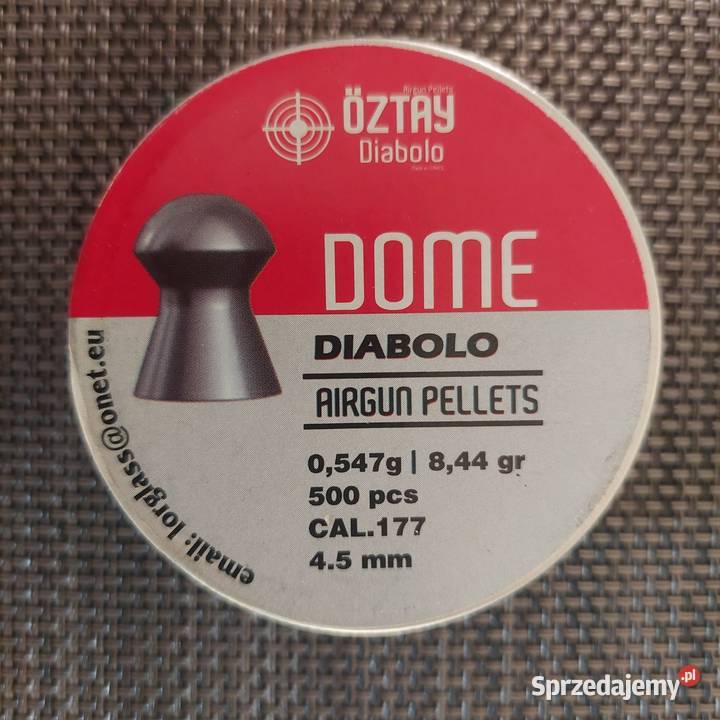 Airgun Pellets
ÖZTAY
Diabolo
DOME
DIABOLO
AIRGUN PELLETS
0,547g | 8,44 gr
500 pcs
CAL.177
4.5 mm
email: lorglass@onet.eu
Sprzedajemy.pl